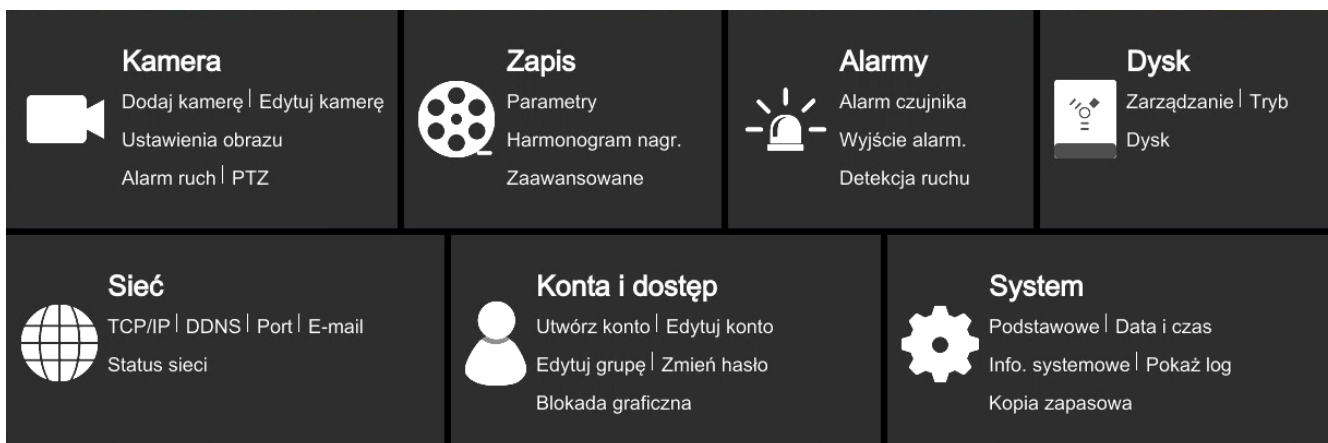 Kamera
Dodaj kamerę | Edytuj kamerę
Ustawienia obrazu
Alarm ruch | PTZ
Zapis
Parametry
Harmonogram nagr.
Zaawansowane
Alarmy
Alarm czujnika
Wyjście alarm.
Detekcja ruchu
Dysk
Zarządzanie | Tryb
Dysk
Sieć
TCP/IP | DDNS | Port | E-mail
Status sieci
Konta i dostęp
Utwórz konto | Edytuj konto
Edytuj grupę | Zmień hasło
Blokada graficzna
System
Podstawowe | Data i czas
Info. systemowe | Pokaż log
Kopia zapasowa